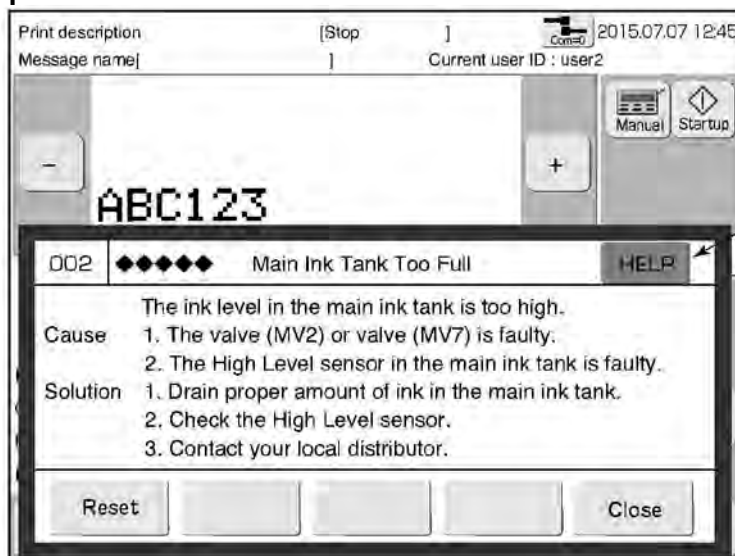 Print description [Stop ] Com=0 2015.07.07 12:45
Message name[ ] Current user ID : user2
Manual Startup
- +
ABC123
002 ◆◆◆◆◆ Main Ink Tank Too Full HELP
The ink level in the main ink tank is too high.
Cause 1. The valve (MV2) or valve (MV7) is faulty.
2. The High Level sensor in the main ink tank is faulty.
Solution 1. Drain proper amount of ink in the main ink tank.
2. Check the High Level sensor.
3. Contact your local distributor.
Reset Close